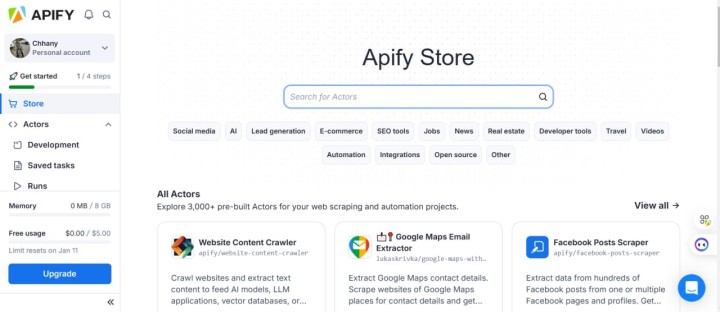 APIFY
Chhany
Personal account
Get started
1 / 4 steps
Store
Actors
Development
Saved tasks
Runs
Memory
0 MB / 8 GB
Free usage
$0.00 / $5.00
Limit resets on Jan 11
Upgrade
Apify Store
Search for Actors
Social media
AI
Lead generation
E-commerce
SEO tools
Jobs
News
Real estate
Developer tools
Travel
Videos
Automation
Integrations
Open source
Other
All Actors
Explore 3,000+ pre-built Actors for your web scraping and automation projects.
View all
Website Content Crawler
apify/website-content-crawler
Crawl websites and extract text
content to feed AI models, LLM
applications, vector databases, or...
Google Maps Email
Extractor
lukaskrivka/google-maps-with…
Extract Google Maps contact details.
Scrape websites of Google Maps
places for contact details and get...
Facebook Posts Scraper
apify/facebook-posts-scraper
Extract data from hundreds of
Facebook posts from one or multiple
Facebook pages and profiles. Get...